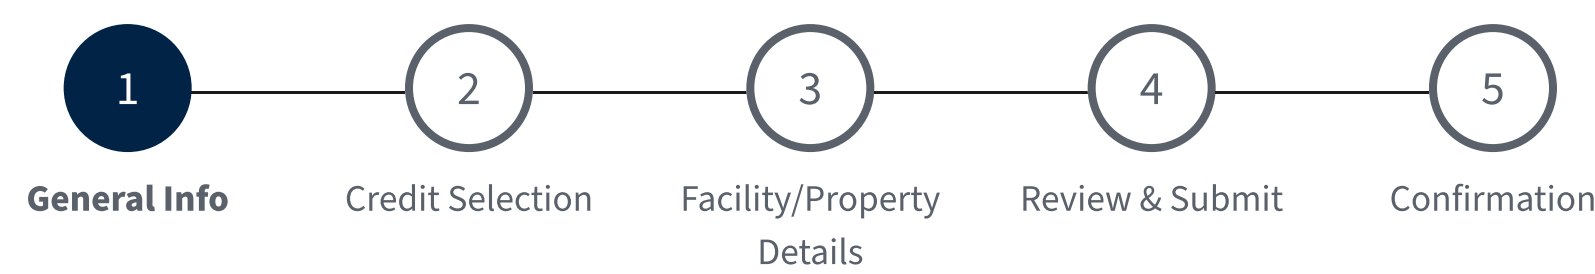 1 2 3 4 5
General Info Credit Selection Facility/Property Review & Submit Confirmation
Details